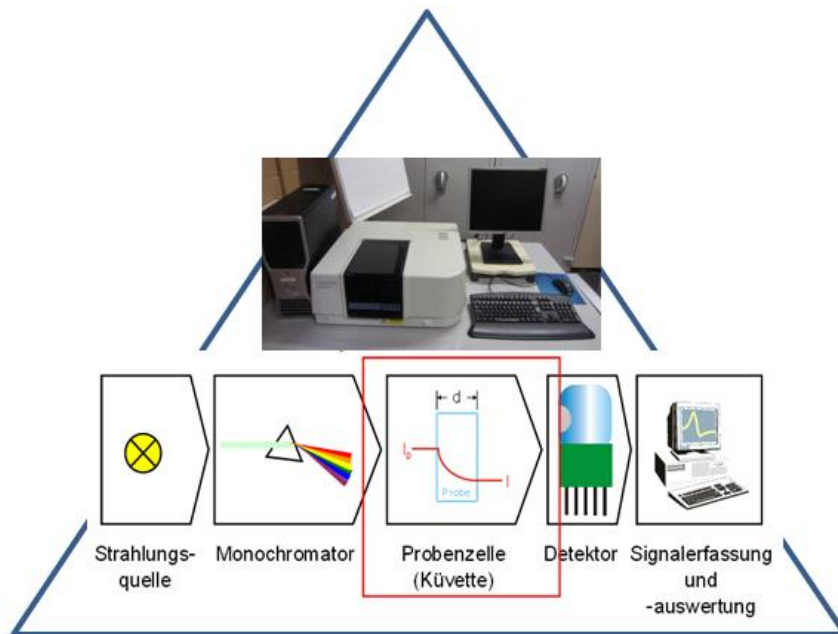 d
I₀
I
Probe
Strahlungs-
quelle
Monochromator
Probenzelle
(Küvette)
Detektor
Signalerfassung
und
-auswertung